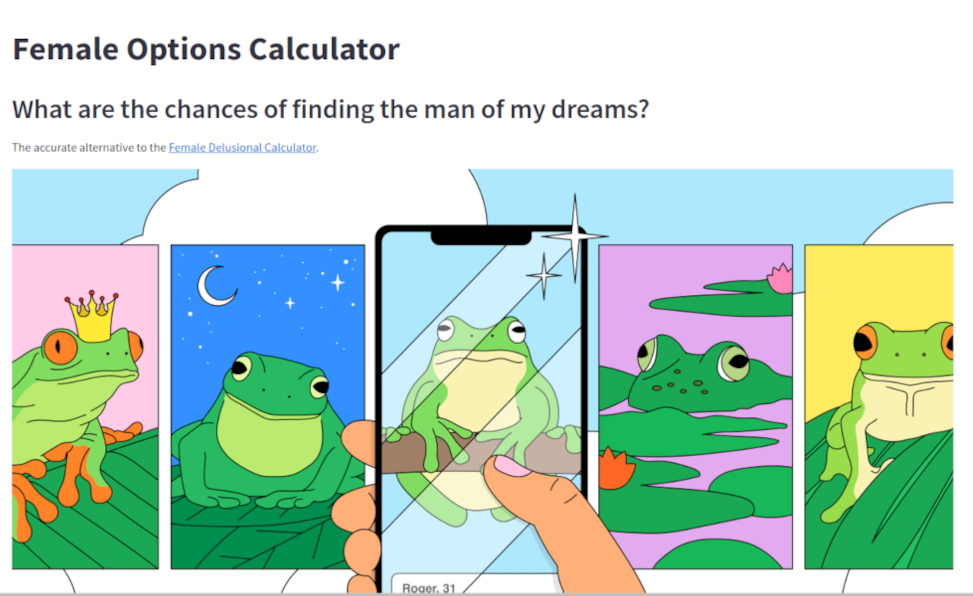 Female Options Calculator
What are the chances of finding the man of my dreams?
The accurate alternative to the Female Delusional Calculator.
Roger, 31